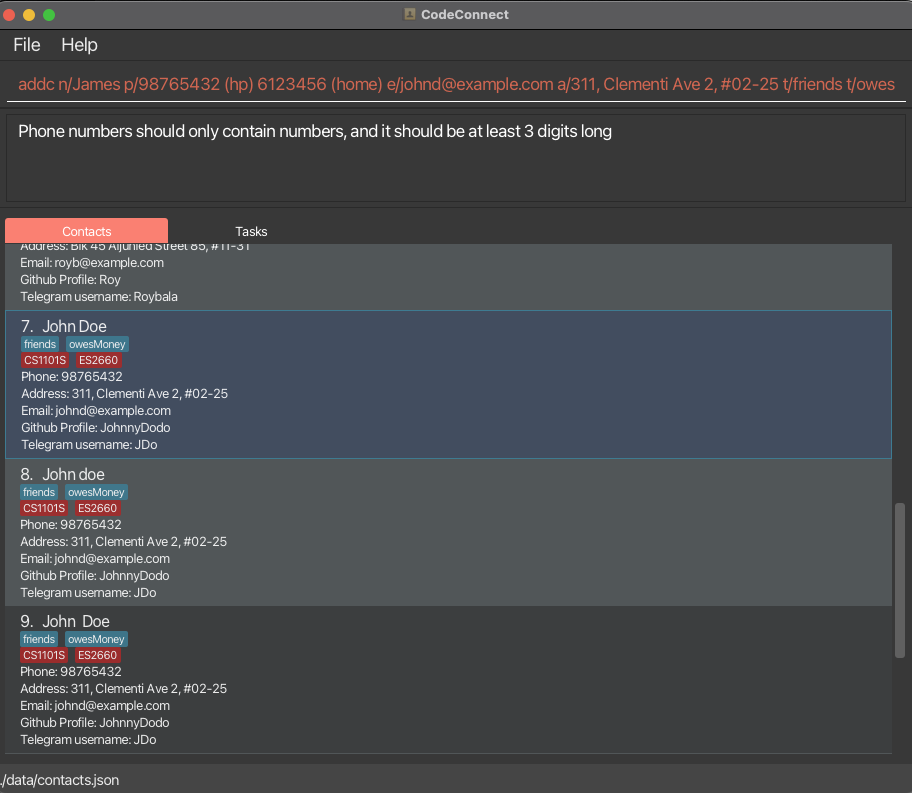 CodeConnect
File Help
addc n/James p/98765432 (hp) 6123456 (home) e/johnd@example.com a/311, Clementi Ave 2, #02-25 t/friends t/owes
Phone numbers should only contain numbers, and it should be at least 3 digits long
Contacts Tasks
Address: Blk 45 Aljunied Street 85, #11-31
Email: royb@example.com
Github Profile: Roy
Telegram username: Roybala
7. John Doe
friends owesMoney
CS1101S ES2660
Phone: 98765432
Address: 311, Clementi Ave 2, #02-25
Email: johnd@example.com
Github Profile: JohnnyDodo
Telegram username: JDo
8. John doe
friends owesMoney
CS1101S ES2660
Phone: 98765432
Address: 311, Clementi Ave 2, #02-25
Email: johnd@example.com
Github Profile: JohnnyDodo
Telegram username: JDo
9. John  Doe
friends owesMoney
CS1101S ES2660
Phone: 98765432
Address: 311, Clementi Ave 2, #02-25
Email: johnd@example.com
Github Profile: JohnnyDodo
Telegram username: JDo
./data/contacts.json